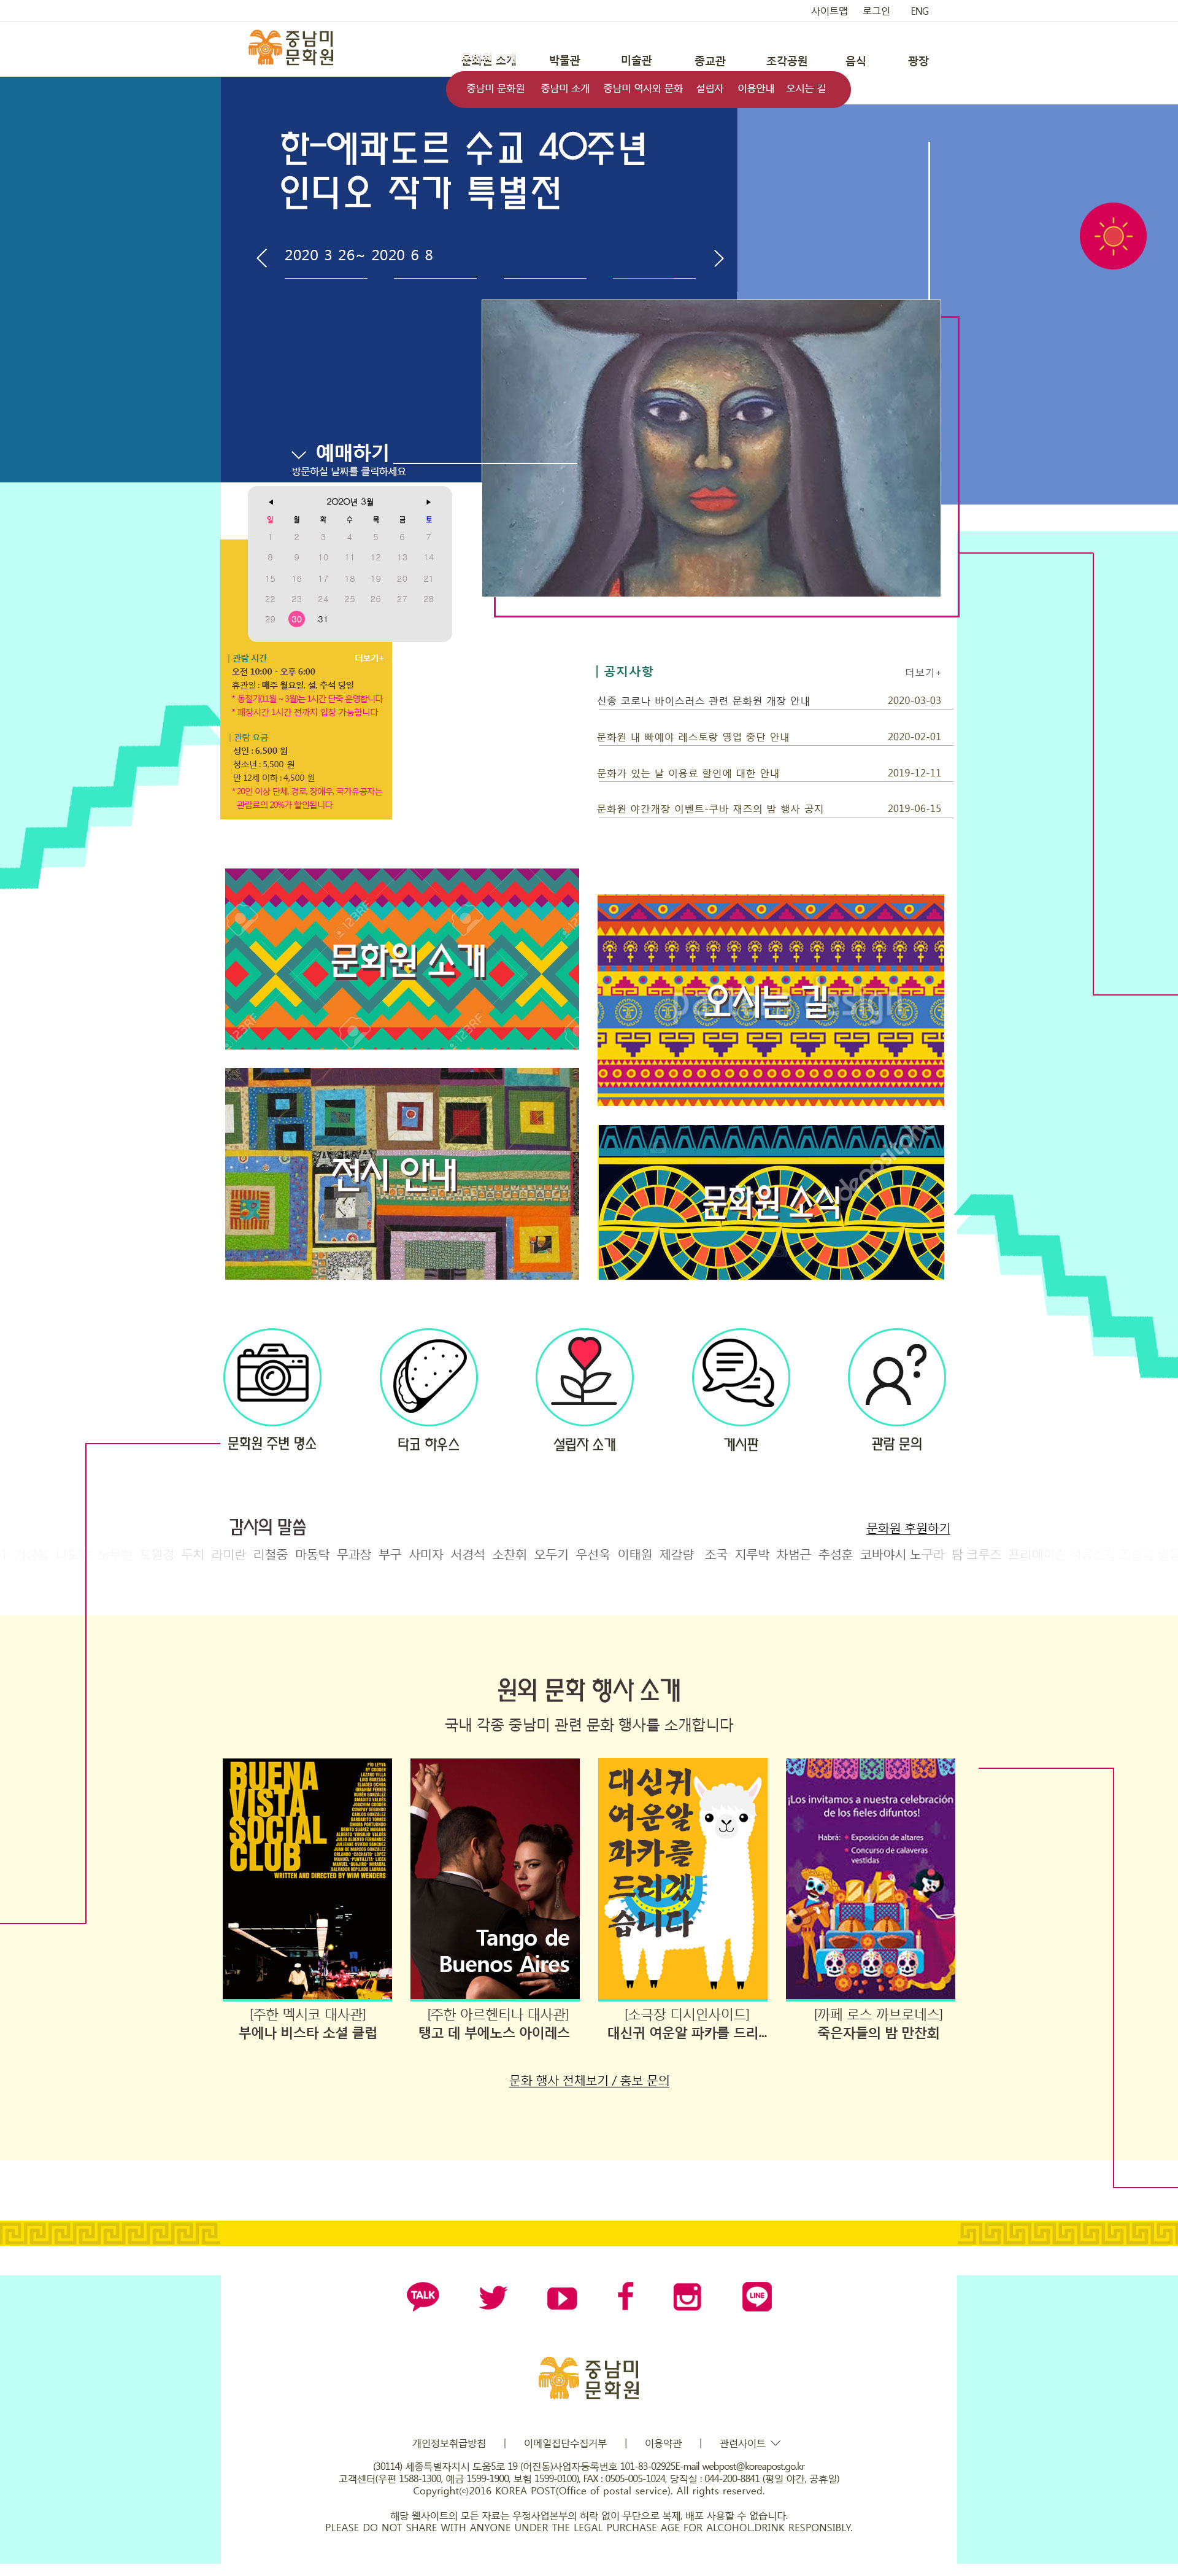 사이트맵 로그인 ENG
중남미
문화원
문화원 소개 박물관 미술관 종교관 조각공원 음식 광장
중남미 문화원 중남미 소개 중남미 역사와 문화 설립자 이용안내 오시는 길
한-에콰도르 수교 40주년
인디오 작가 특별전
2020 3 26~ 2020 6 8
예매하기
방문하실 날짜를 클릭하세요
◀ 2020년 3월 ▶
일 월 화 수 목 금 토
1 2 3 4 5 6 7
8 9 10 11 12 13 14
15 16 17 18 19 20 21
22 23 24 25 26 27 28
29 30 31
| 관람 시간 더보기+
오전 10:00 - 오후 6:00
휴관일 : 매주 월요일, 설, 추석 당일
* 동절기(11월 ~ 3월)는 1시간 단축 운영합니다
* 폐장시간 1시간 전까지 입장 가능합니다
| 관람 요금
성인 : 6,500 원
청소년 : 5,500 원
만 12세 이하 : 4,500 원
* 20인 이상 단체, 경로, 장애우, 국가유공자는
관람료의 20%가 할인됩니다
| 공지사항 더보기+
신종 코로나 바이스러스 관련 문화원 개장 안내 2020-03-03
문화원 내 빠예야 레스토랑 영업 중단 안내 2020-02-01
문화가 있는 날 이용료 할인에 대한 안내 2019-12-11
문화원 야간개장 이벤트-쿠바 재즈의 밤 행사 공지 2019-06-15
문화원 소개
오시는 길
전시 안내
문화원 소식
123RF
depositpho
문화원 주변 명소 타코 하우스 설립자 소개 게시판 관람 문의
감사의 말씀 문화원 후원하기
두치 라미란 리철중 마동탁 무과장 부구 사미자 서경석 소찬휘 오두기 우선욱 이태원 제갈량 조국 지루박 차범근 추성훈 코바야시 노구라 탐 크루즈
원외 문화 행사 소개
국내 각종 중남미 관련 문화 행사를 소개합니다
BUENA
VISTA
SOCIAL
CLUB
WRITTEN AND DIRECTED BY WIM WENDERS
Tango de
Buenos Aires
대신귀
여운알
파카를
드리겠
습니다
¡Los invitamos a nuestra celebración
de los fieles difuntos!
Habrá: • Exposición de altares
• Concurso de calaveras
vestidas
[주한 멕시코 대사관] [주한 아르헨티나 대사관] [소극장 디시인사이드] [까페 로스 까브로네스]
부에나 비스타 소셜 클럽 탱고 데 부에노스 아이레스 대신귀 여운알 파카를 드리... 죽은자들의 밤 만찬회
문화 행사 전체보기 / 홍보 문의
TALK LINE
중남미
문화원
개인정보취급방침 | 이메일집단수집거부 | 이용약관 | 관련사이트
(30114) 세종특별자치시 도움5로 19 (어진동)사업자등록번호 101-83-02925E-mail webpost@koreapost.go.kr
고객센터(우편 1588-1300, 예금 1599-1900, 보험 1599-0100), FAX : 0505-005-1024, 당직실 : 044-200-8841 (평일 야간, 공휴일)
Copyright(c)2016 KOREA POST(Office of postal service). All rights reserved.
해당 웹사이트의 모든 자료는 우정사업본부의 허락 없이 무단으로 복제, 배포 사용할 수 없습니다.
PLEASE DO NOT SHARE WITH ANYONE UNDER THE LEGAL PURCHASE AGE FOR ALCOHOL.DRINK RESPONSIBLY.